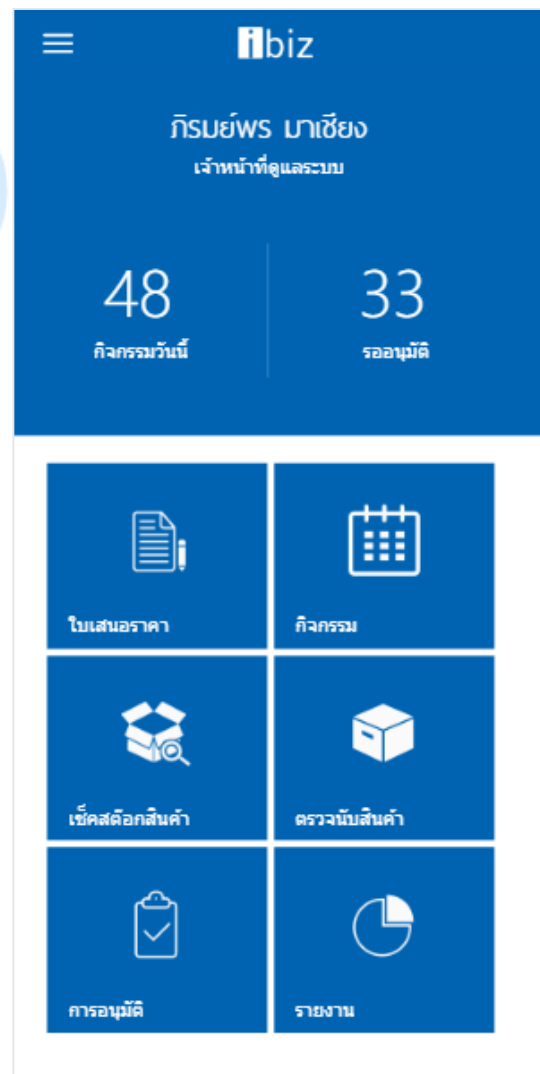 ibiz
ภิรมย์พร มาเชียง
เจ้าหน้าที่ดูแลระบบ
48 33
กิจกรรมวันนี้ รออนุมัติ
ใบเสนอราคา กิจกรรม
เช็คสต๊อกสินค้า ตรวจนับสินค้า
การอนุมัติ รายงาน